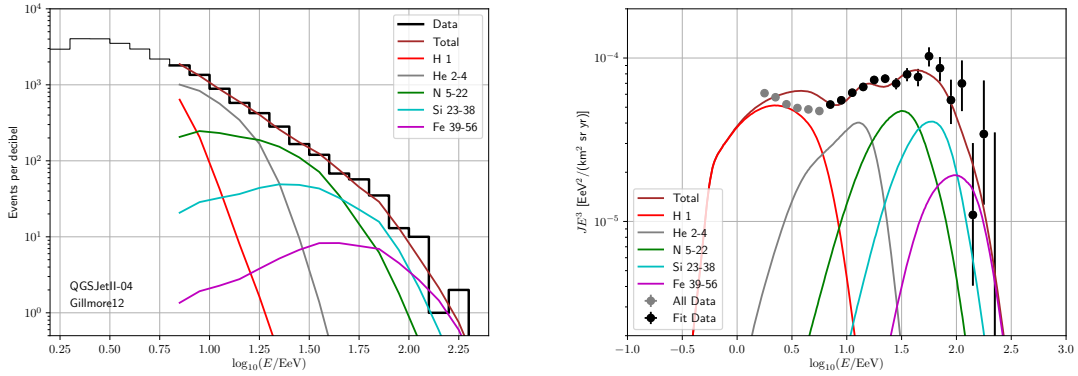 10^4
10^3
10^2
10^1
10^0
Events per decibel
Data
Total
H 1
He 2-4
N 5-22
Si 23-38
Fe 39-56
QGSJetII-04
Gillmore12
0.25 0.50 0.75 1.00 1.25 1.50 1.75 2.00 2.25
log10(E/EeV)
10^-4
10^-5
JE^3 [EeV^2/(km^2 sr yr)]
Total
H 1
He 2-4
N 5-22
Si 23-38
Fe 39-56
All Data
Fit Data
−1.0 −0.5 0.0 0.5 1.0 1.5 2.0 2.5 3.0
log10(E/EeV)